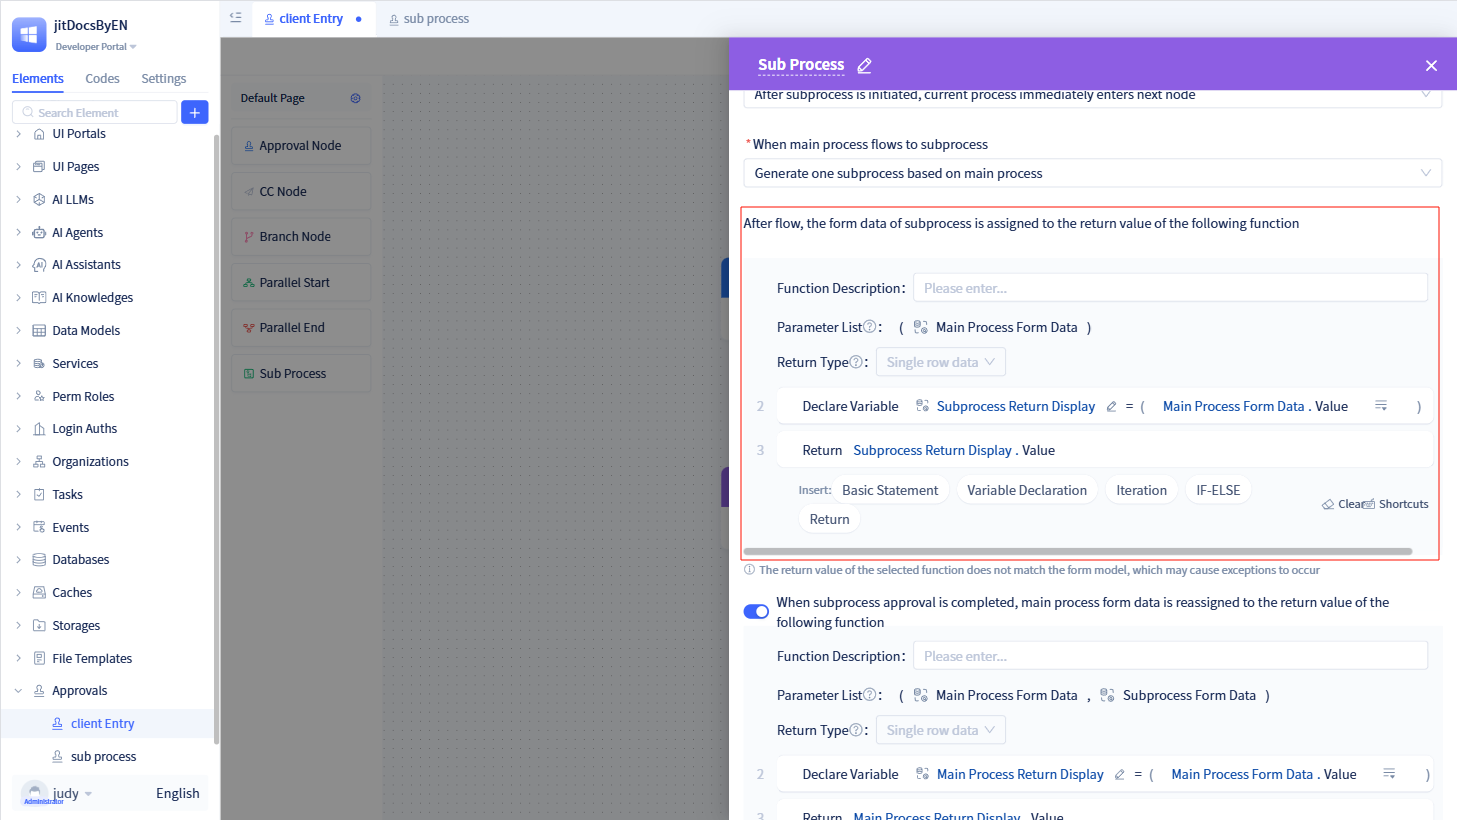 jitDocsByEN
Developer Portal
Elements Codes Settings
Search Element
UI Portals
UI Pages
AI LLMs
AI Agents
AI Assistants
AI Knowledges
Data Models
Services
Perm Roles
Login Auths
Organizations
Tasks
Events
Databases
Caches
Storages
File Templates
Approvals
client Entry
sub process
judy
Administrator
English
client Entry
sub process
Default Page
Approval Node
CC Node
Branch Node
Parallel Start
Parallel End
Sub Process
Sub Process
After subprocess is initiated, current process immediately enters next node
* When main process flows to subprocess
Generate one subprocess based on main process
After flow, the form data of subprocess is assigned to the return value of the following function
Function Description: Please enter...
Parameter List : ( Main Process Form Data )
Return Type : Single row data
2 Declare Variable Subprocess Return Display = ( Main Process Form Data . Value )
3 Return Subprocess Return Display . Value
Insert: Basic Statement Variable Declaration Iteration IF-ELSE
Return
Clear Shortcuts
The return value of the selected function does not match the form model, which may cause exceptions to occur
When subprocess approval is completed, main process form data is reassigned to the return value of the
following function
Function Description: Please enter...
Parameter List : ( Main Process Form Data , Subprocess Form Data )
Return Type : Single row data
2 Declare Variable Main Process Return Display = ( Main Process Form Data . Value )
3 Return Main Process Return Display . Value